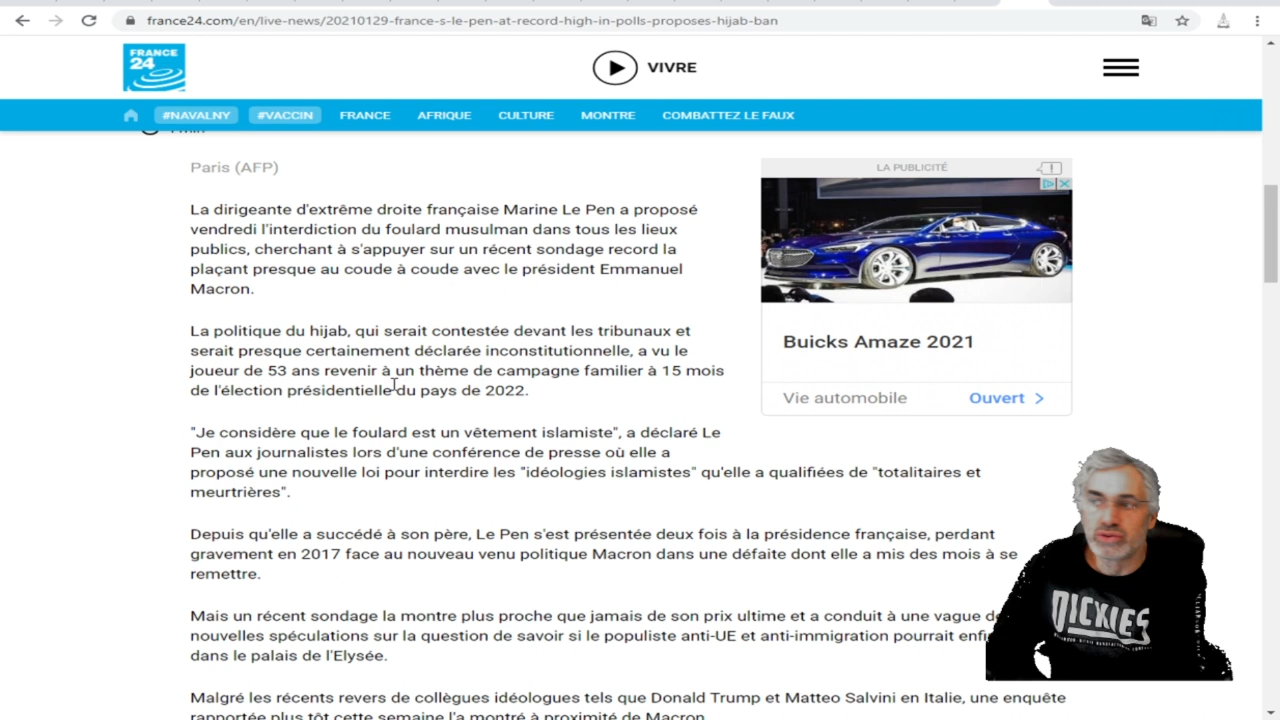 france24.com/en/live-news/20210129-france-s-le-pen-at-record-high-in-polls-proposes-hijab-ban
FRANCE
24
VIVRE
#NAVALNY #VACCIN FRANCE AFRIQUE CULTURE MONTRE COMBATTEZ LE FAUX
Paris (AFP)
La dirigeante d'extrême droite française Marine Le Pen a proposé
vendredi l'interdiction du foulard musulman dans tous les lieux
publics, cherchant à s'appuyer sur un récent sondage record la
plaçant presque au coude à coude avec le président Emmanuel
Macron.
La politique du hijab, qui serait contestée devant les tribunaux et
serait presque certainement déclarée inconstitutionnelle, a vu le
joueur de 53 ans revenir à un thème de campagne familier à 15 mois
de l'élection présidentielle du pays de 2022.
"Je considère que le foulard est un vêtement islamiste", a déclaré Le
Pen aux journalistes lors d'une conférence de presse où elle a
proposé une nouvelle loi pour interdire les "idéologies islamistes" qu'elle a qualifiées de "totalitaires et
meurtrières".
Depuis qu'elle a succédé à son père, Le Pen s'est présentée deux fois à la présidence française, perdant
gravement en 2017 face au nouveau venu politique Macron dans une défaite dont elle a mis des mois à se
remettre.
Mais un récent sondage la montre plus proche que jamais de son prix ultime et a conduit à une vague
nouvelles spéculations sur la question de savoir si le populiste anti-UE et anti-immigration pourrait
dans le palais de l'Elysée.
Malgré les récents revers de collègues idéologues tels que Donald Trump et Matteo Salvini en Italie, une enquête
rapportée plus tôt cette semaine l'a montré à proximité de Macron.
LA PUBLICITÉ
Buicks Amaze 2021
Vie automobile Ouvert
DICKIES